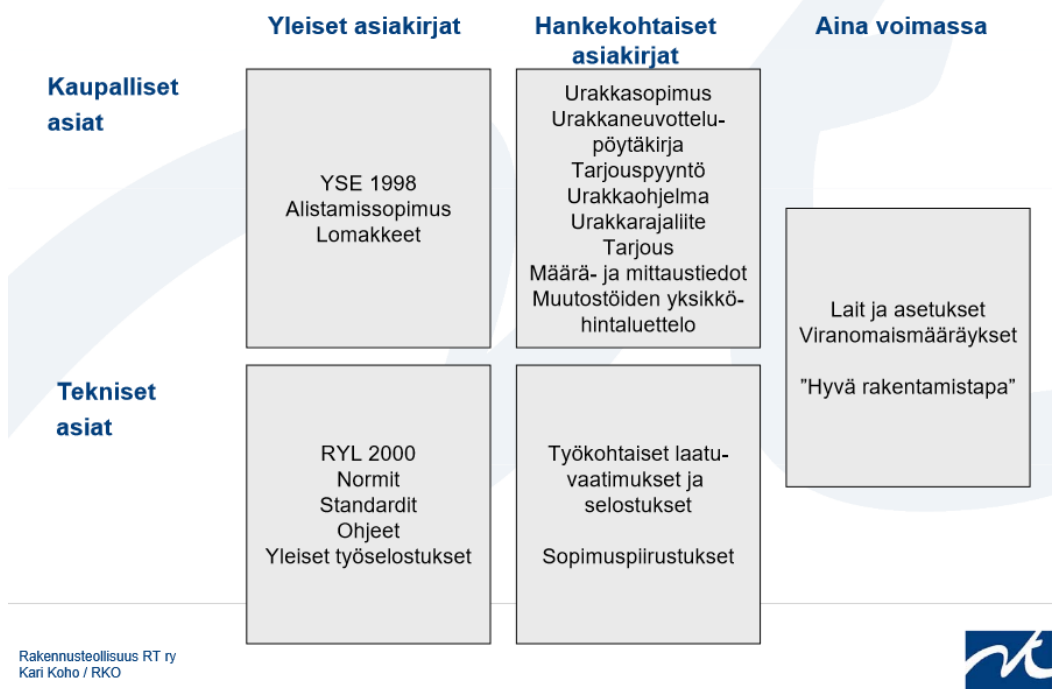 Yleiset asiakirjat
Hankekohtaiset
asiakirjat
Aina voimassa
Kaupalliset
asiat
YSE 1998
Alistamissopimus
Lomakkeet
Urakkasopimus
Urakkaneuvottelu-
pöytäkirja
Tarjouspyyntö
Urakkaohjelma
Urakkarajaliite
Tarjous
Määrä- ja mittaustiedot
Muutostöiden yksikkö-
hintaluettelo
Lait ja asetukset
Viranomaismääräykset
”Hyvä rakentamistapa”
Tekniset
asiat
RYL 2000
Normit
Standardit
Ohjeet
Yleiset työselostukset
Työkohtaiset laatu-
vaatimukset ja
selostukset
Sopimuspiirustukset
Rakennusteollisuus RT ry
Kari Koho / RKO
rt